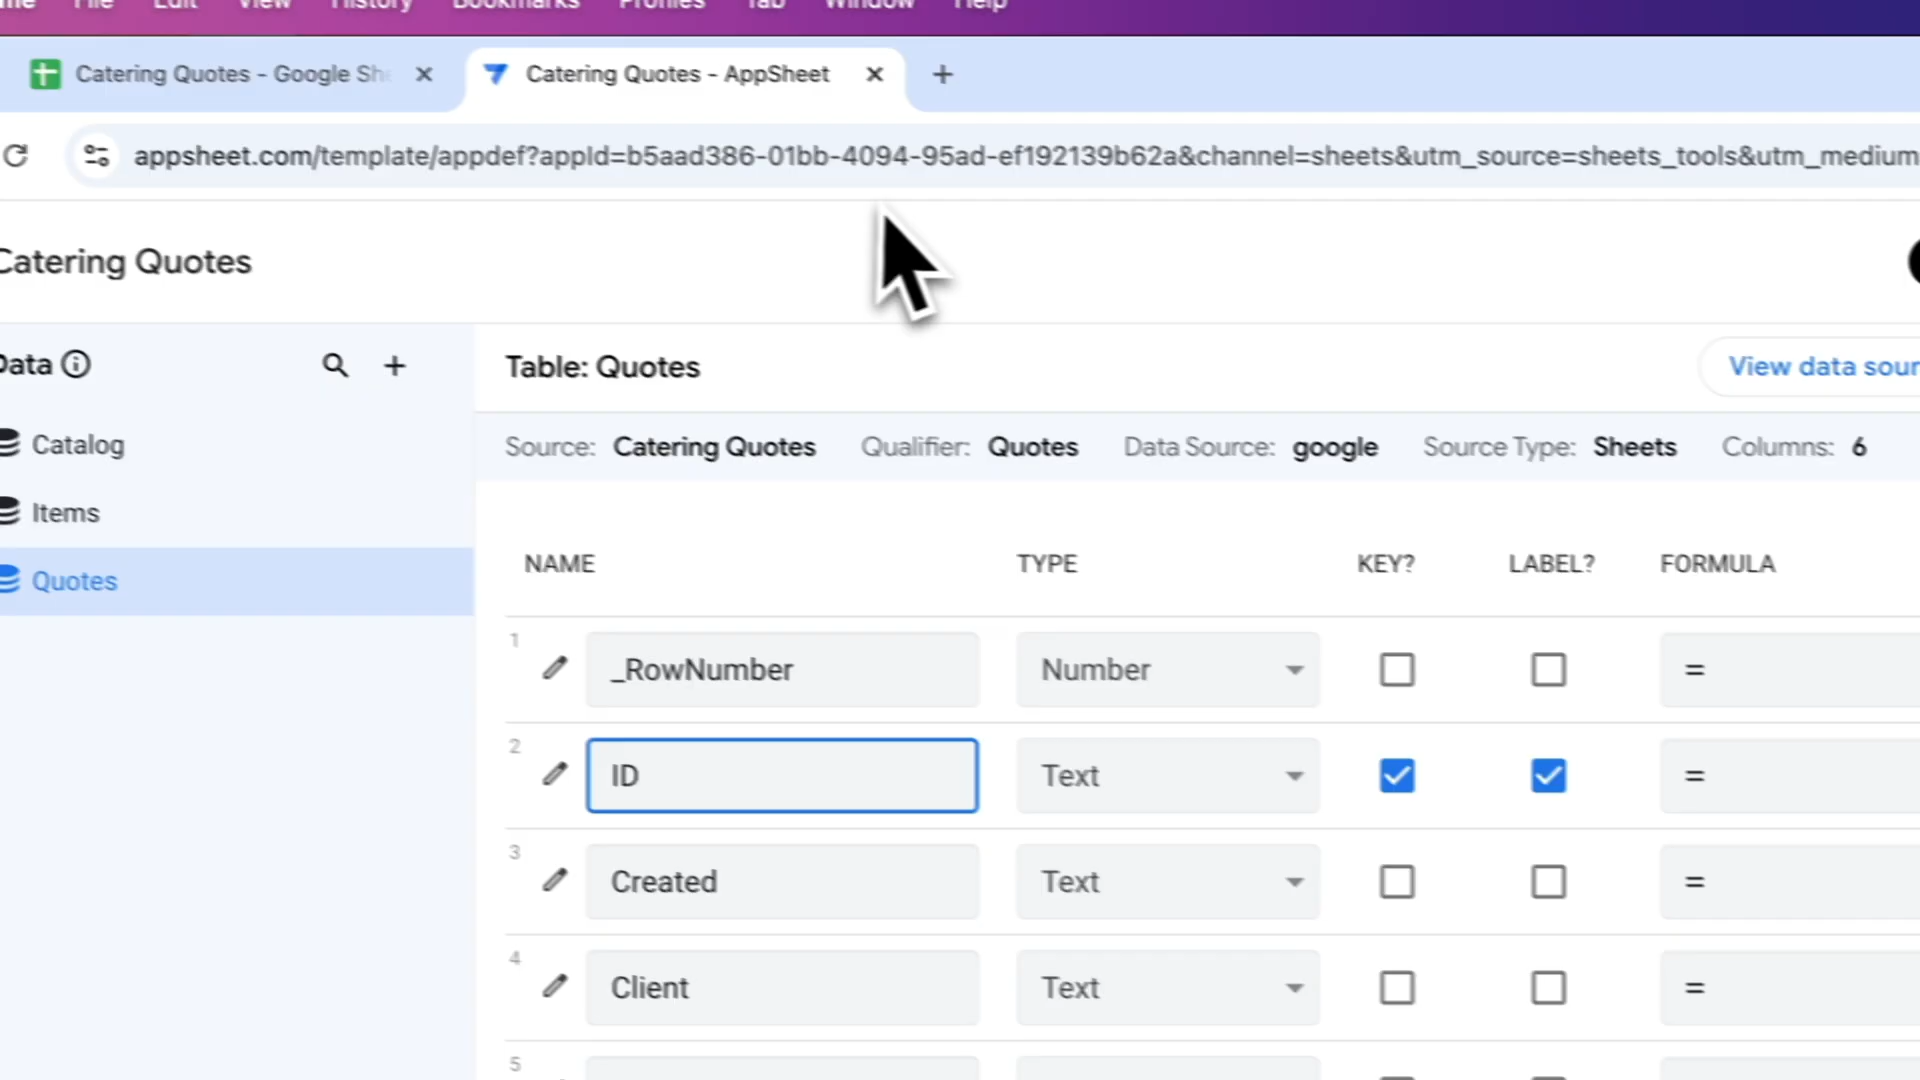 File Edit View History Bookmarks Profiles Tab Window Help
Catering Quotes - Google Sh
Catering Quotes - AppSheet
appsheet.com/template/appdef?appId=b5aad386-01bb-4094-95ad-ef192139b62a&channel=sheets&utm_source=sheets_tools&utm_medium
Catering Quotes
Data
Table: Quotes
View data sour
Source: Catering Quotes Qualifier: Quotes Data Source: google Source Type: Sheets Columns: 6
Catalog
Items
Quotes
NAME TYPE KEY? LABEL? FORMULA
1 _RowNumber Number =
2 ID Text =
3 Created Text =
4 Client Text =
5